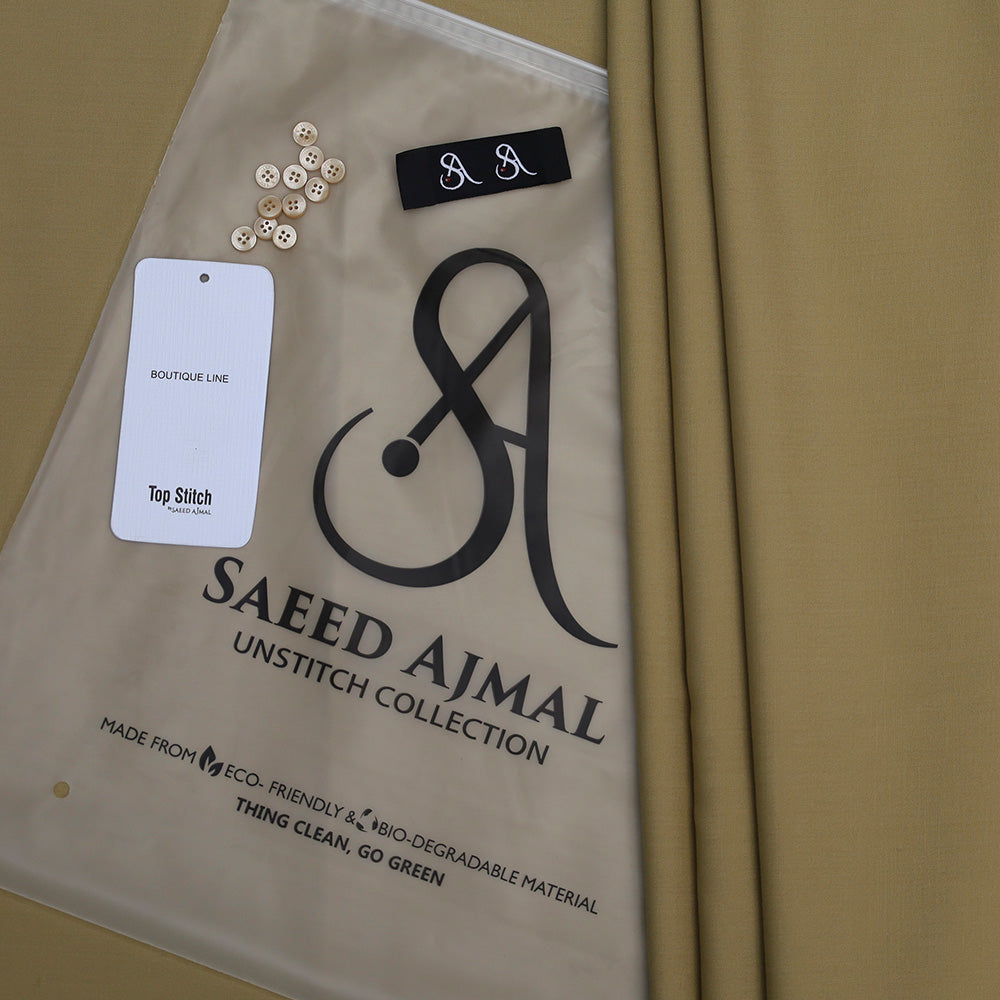 SA SA
BOUTIQUE LINE
Top Stitch
BY SAEED AJMAL
SA
SAEED AJMAL
UNSTITCH COLLECTION
MADE FROM ECO- FRIENDLY & BIO-DEGRADABLE MATERIAL
THING CLEAN, GO GREEN